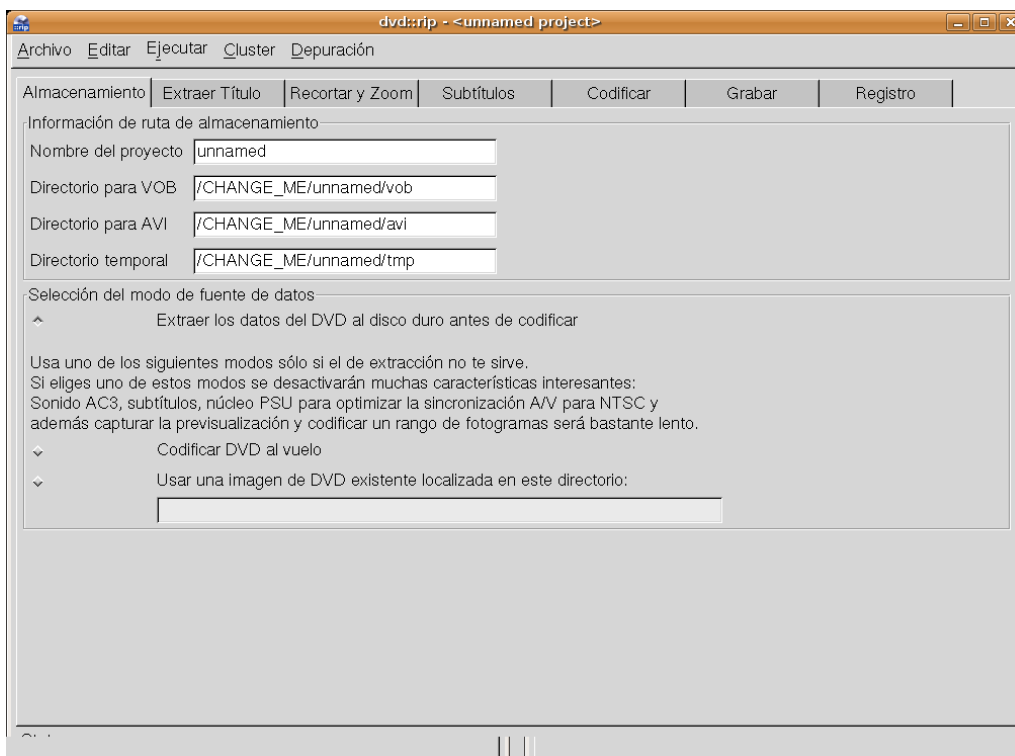 dvd::rip - <unnamed project>
Archivo Editar Ejecutar Cluster Depuración
Almacenamiento Extraer Título Recortar y Zoom Subtítulos Codificar Grabar Registro
Información de ruta de almacenamiento
Nombre del proyecto unnamed
Directorio para VOB /CHANGE_ME/unnamed/vob
Directorio para AVI /CHANGE_ME/unnamed/avi
Directorio temporal /CHANGE_ME/unnamed/tmp
Selección del modo de fuente de datos
Extraer los datos del DVD al disco duro antes de codificar
Usa uno de los siguientes modos sólo si el de extracción no te sirve.
Si eliges uno de estos modos se desactivarán muchas características interesantes:
Sonido AC3, subtítulos, núcleo PSU para optimizar la sincronización A/V para NTSC y
además capturar la previsualización y codificar un rango de fotogramas será bastante lento.
Codificar DVD al vuelo
Usar una imagen de DVD existente localizada en este directorio: